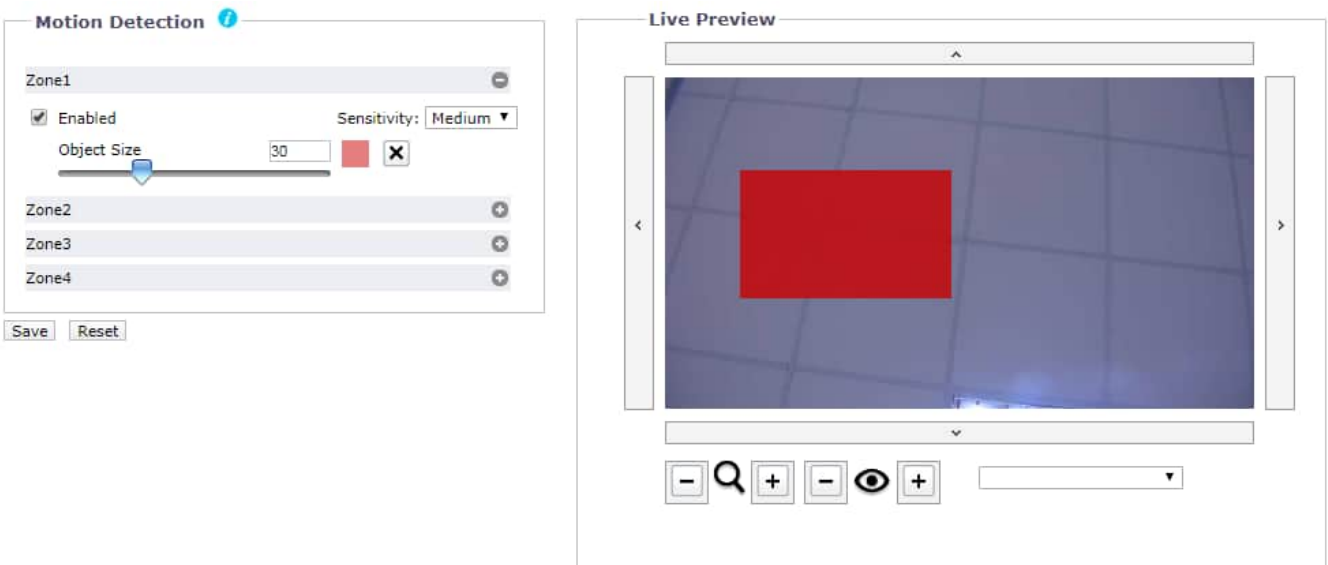 Motion Detection
Zone1
Enabled
Sensitivity: Medium
Object Size 30
Zone2
Zone3
Zone4
Save Reset
Live Preview